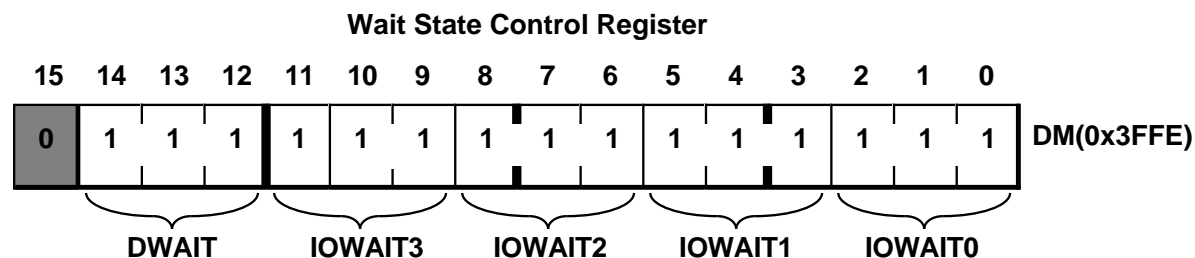 Wait State Control Register
15 14 13 12 11 10 9 8 7 6 5 4 3 2 1 0
0 1 1 1 1 1 1 1 1 1 1 1 1 1 1 1 DM(0x3FFE)
DWAIT IOWAIT3 IOWAIT2 IOWAIT1 IOWAIT0